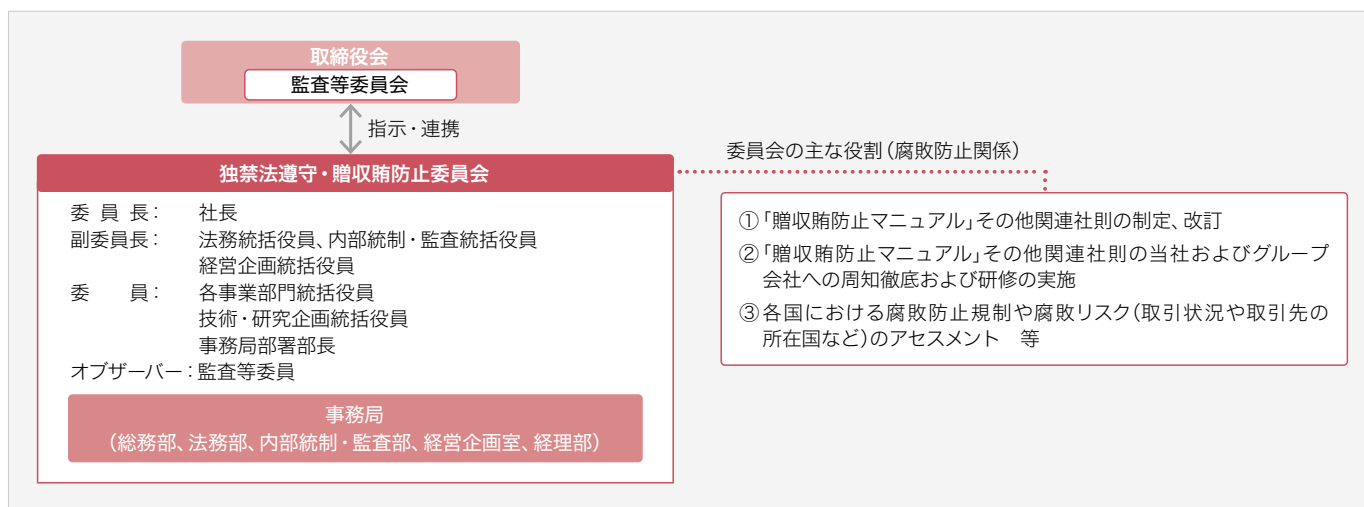 取締役会
監査等委員会
指示・連携
独禁法遵守・贈収賄防止委員会
委員長： 社長
副委員長： 法務統括役員、内部統制・監査統括役員
経営企画統括役員
委員： 各事業部門統括役員
技術・研究企画統括役員
事務局部署部長
オブザーバー：監査等委員
事務局
（総務部、法務部、内部統制・監査部、経営企画室、経理部）
委員会の主な役割（腐敗防止関係）
①「贈収賄防止マニュアル」その他関連社則の制定、改訂
②「贈収賄防止マニュアル」その他関連社則の当社およびグループ
会社への周知徹底および研修の実施
③各国における腐敗防止規制や腐敗リスク（取引状況や取引先の
所在国など）のアセスメント　等